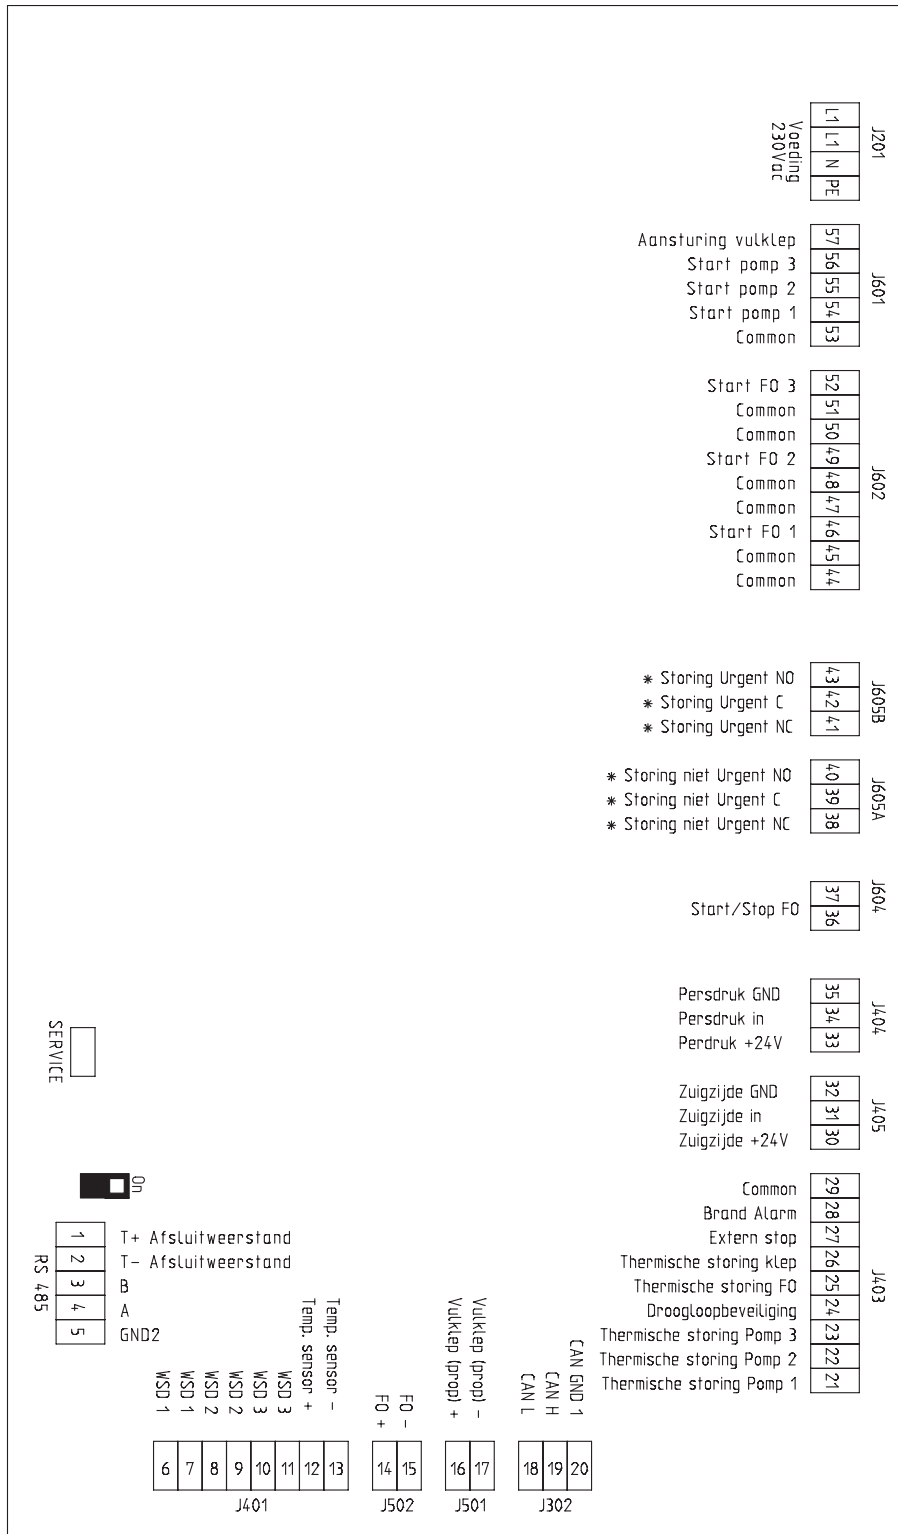 J201
L1
L1
N
PE
Voeding
230Vac
J601
Aansturing vulklep 57
Start pomp 3 56
Start pomp 2 55
Start pomp 1 54
Common 53
J602
Start FO 3 52
Common 51
Common 50
Start FO 2 49
Common 48
Common 47
Start FO 1 46
Common 45
Common 44
J605B
* Storing Urgent NO 43
* Storing Urgent C 42
* Storing Urgent NC 41
J605A
* Storing niet Urgent NO 40
* Storing niet Urgent C 39
* Storing niet Urgent NC 38
J604
37
Start/Stop FO
36
J404
Persdruk GND 35
Persdruk in 34
Perdruk +24V 33
J405
Zuigzijde GND 32
Zuigzijde in 31
Zuigzijde +24V 30
J403
Common 29
Brand Alarm 28
Extern stop 27
Thermische storing klep 26
Thermische storing FO 25
Droogloopbeveiliging 24
Thermische storing Pomp 3 23
Thermische storing Pomp 2 22
Thermische storing Pomp 1 21
SERVICE
On
RS 485
1 T+ Afsluitweerstand
2 T- Afsluitweerstand
3 B
4 A
5 GND2
WSD 1
WSD 1
WSD 2
WSD 2
WSD 3
WSD 3
Temp. sensor +
Temp. sensor -
FO +
FO -
Vulklep (prop) +
Vulklep (prop) -
CAN L
CAN H
CAN GND 1
6 7 8 9 10 11 12 13
14 15
16 17
18 19 20
J401
J502
J501
J302